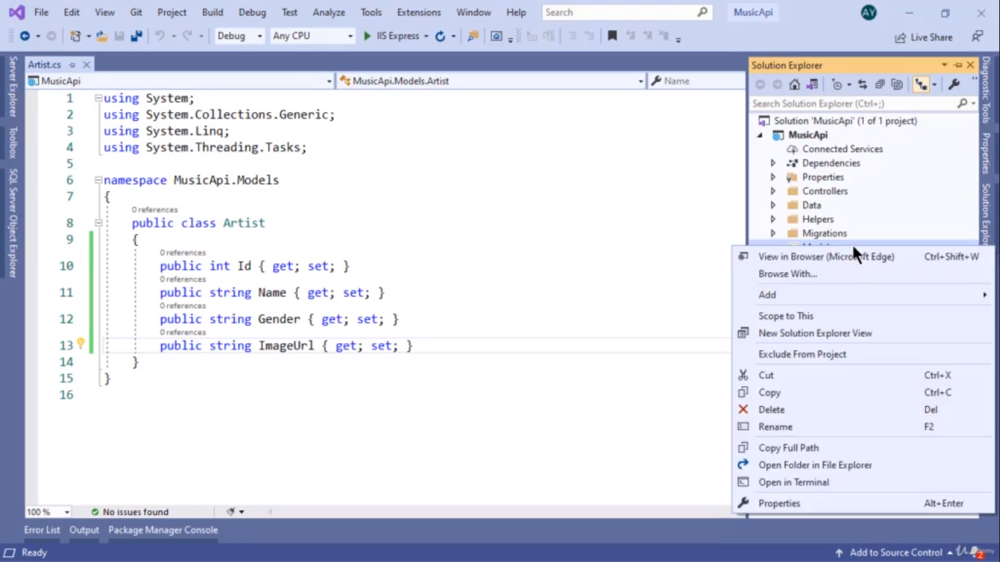 File Edit View Git Project Build Debug Test Analyze Tools Extensions Window Help Search MusicApi AY
Debug Any CPU IIS Express Live Share
Server Explorer
Toolbox
SQL Server Object Explorer
Artist.cs
MusicApi MusicApi.Models.Artist Name
1 using System;
2 using System.Collections.Generic;
3 using System.Linq;
4 using System.Threading.Tasks;
5
6 namespace MusicApi.Models
7 {
0 references
8 public class Artist
9 {
0 references
10 public int Id { get; set; }
0 references
11 public string Name { get; set; }
0 references
12 public string Gender { get; set; }
0 references
13 public string ImageUrl { get; set; }
14 }
15 }
16
100 % No issues found
Solution Explorer
Search Solution Explorer (Ctrl+;)
Solution 'MusicApi' (1 of 1 project)
MusicApi
Connected Services
Dependencies
Properties
Controllers
Data
Helpers
Migrations
View in Browser (Microsoft Edge) Ctrl+Shift+W
Browse With...
Add
Scope to This
New Solution Explorer View
Exclude From Project
Cut Ctrl+X
Copy Ctrl+C
Delete Del
Rename F2
Copy Full Path
Open Folder in File Explorer
Open in Terminal
Properties Alt+Enter
Diagnostic Tools
Properties
Error List Output Package Manager Console
Ready Add to Source Control 2